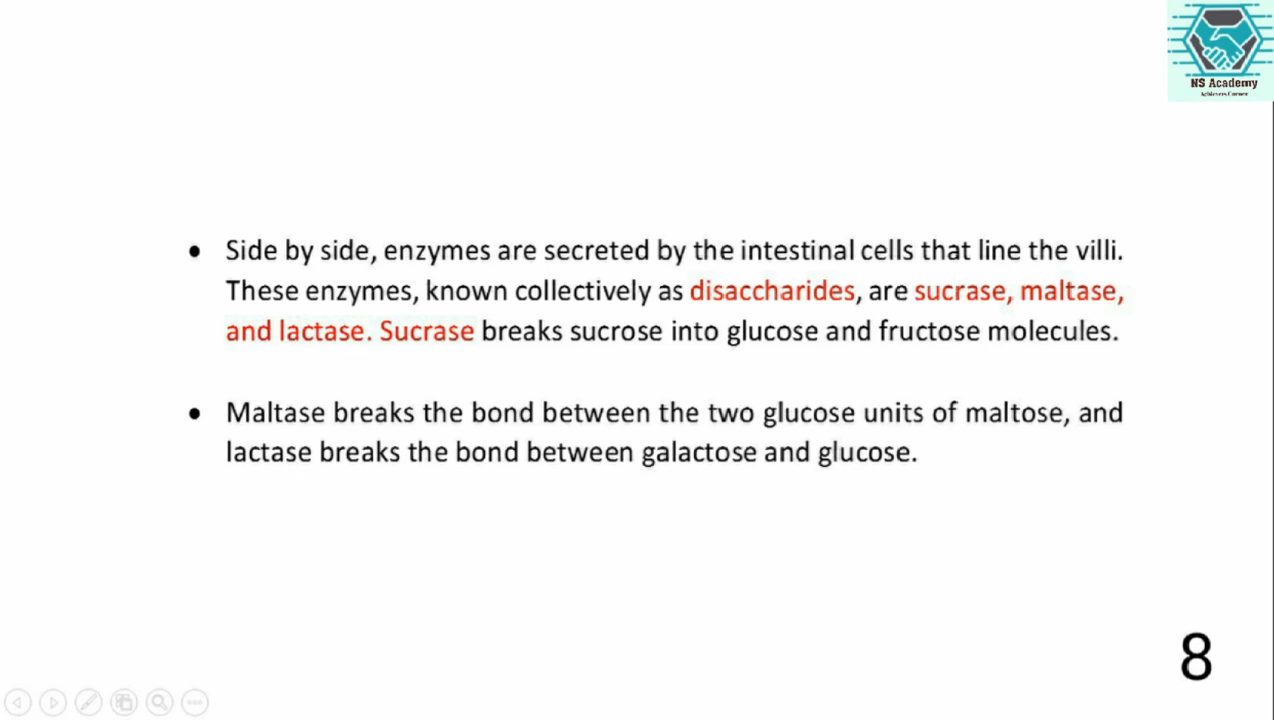 NS Academy
Achievers Corner
• Side by side, enzymes are secreted by the intestinal cells that line the villi.
These enzymes, known collectively as disaccharides, are sucrase, maltase,
and lactase. Sucrase breaks sucrose into glucose and fructose molecules.
• Maltase breaks the bond between the two glucose units of maltose, and
lactase breaks the bond between galactose and glucose.
8